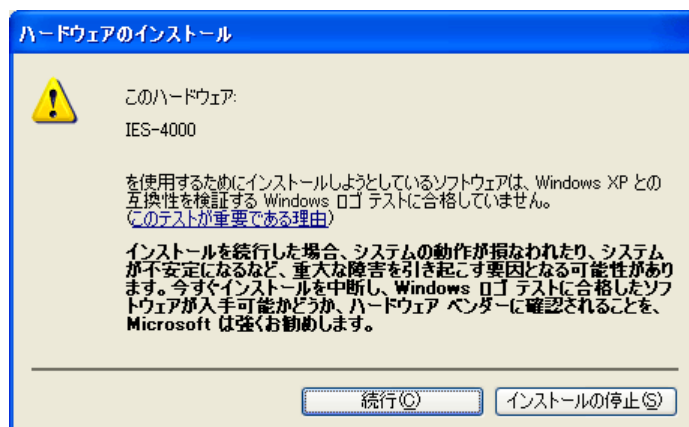 ハードウェアのインストール
このハードウェア:
IES-4000
を使用するためにインストールしようとしているソフトウェアは、Windows XP との
互換性を検証する Windows ロゴ テストに合格していません。
(このテストが重要である理由)
インストールを続行した場合、システムの動作が損なわれたり、システム
が不安定になるなど、重大な障害を引き起こす要因となる可能性があり
ます。今すぐインストールを中断し、Windows ロゴ テストに合格したソフ
トウェアが入手可能かどうか、ハードウェア ベンダーに確認されることを、
Microsoft は強くお勧めします。
続行(C)
インストールの停止(S)